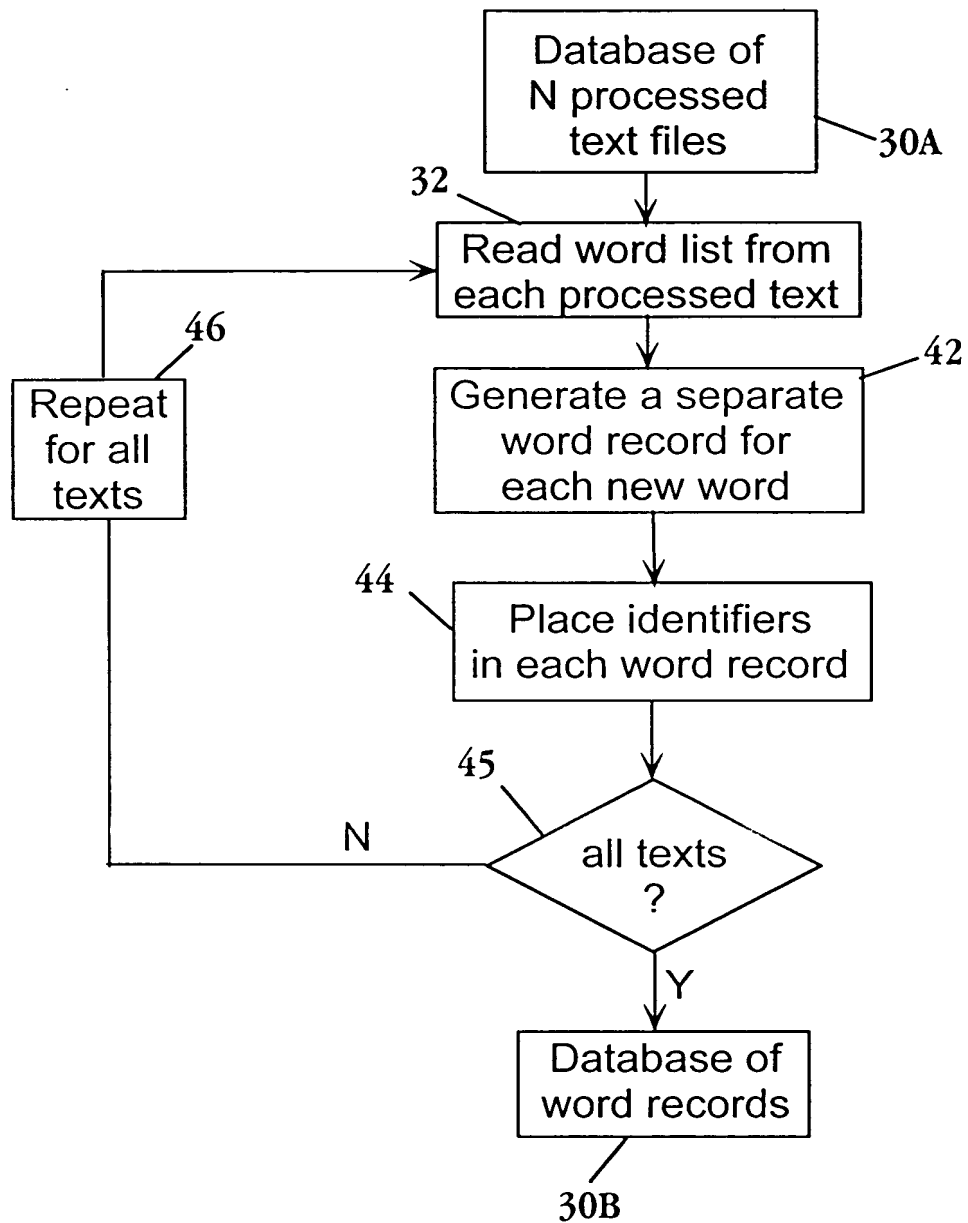 Database of
N processed
text files
30A
32
Read word list from
each processed text
46
Repeat
for all
texts
42
Generate a separate
word record for
each new word
44
Place identifiers
in each word record
45
all texts
?
N
Y
Database of
word records
30B